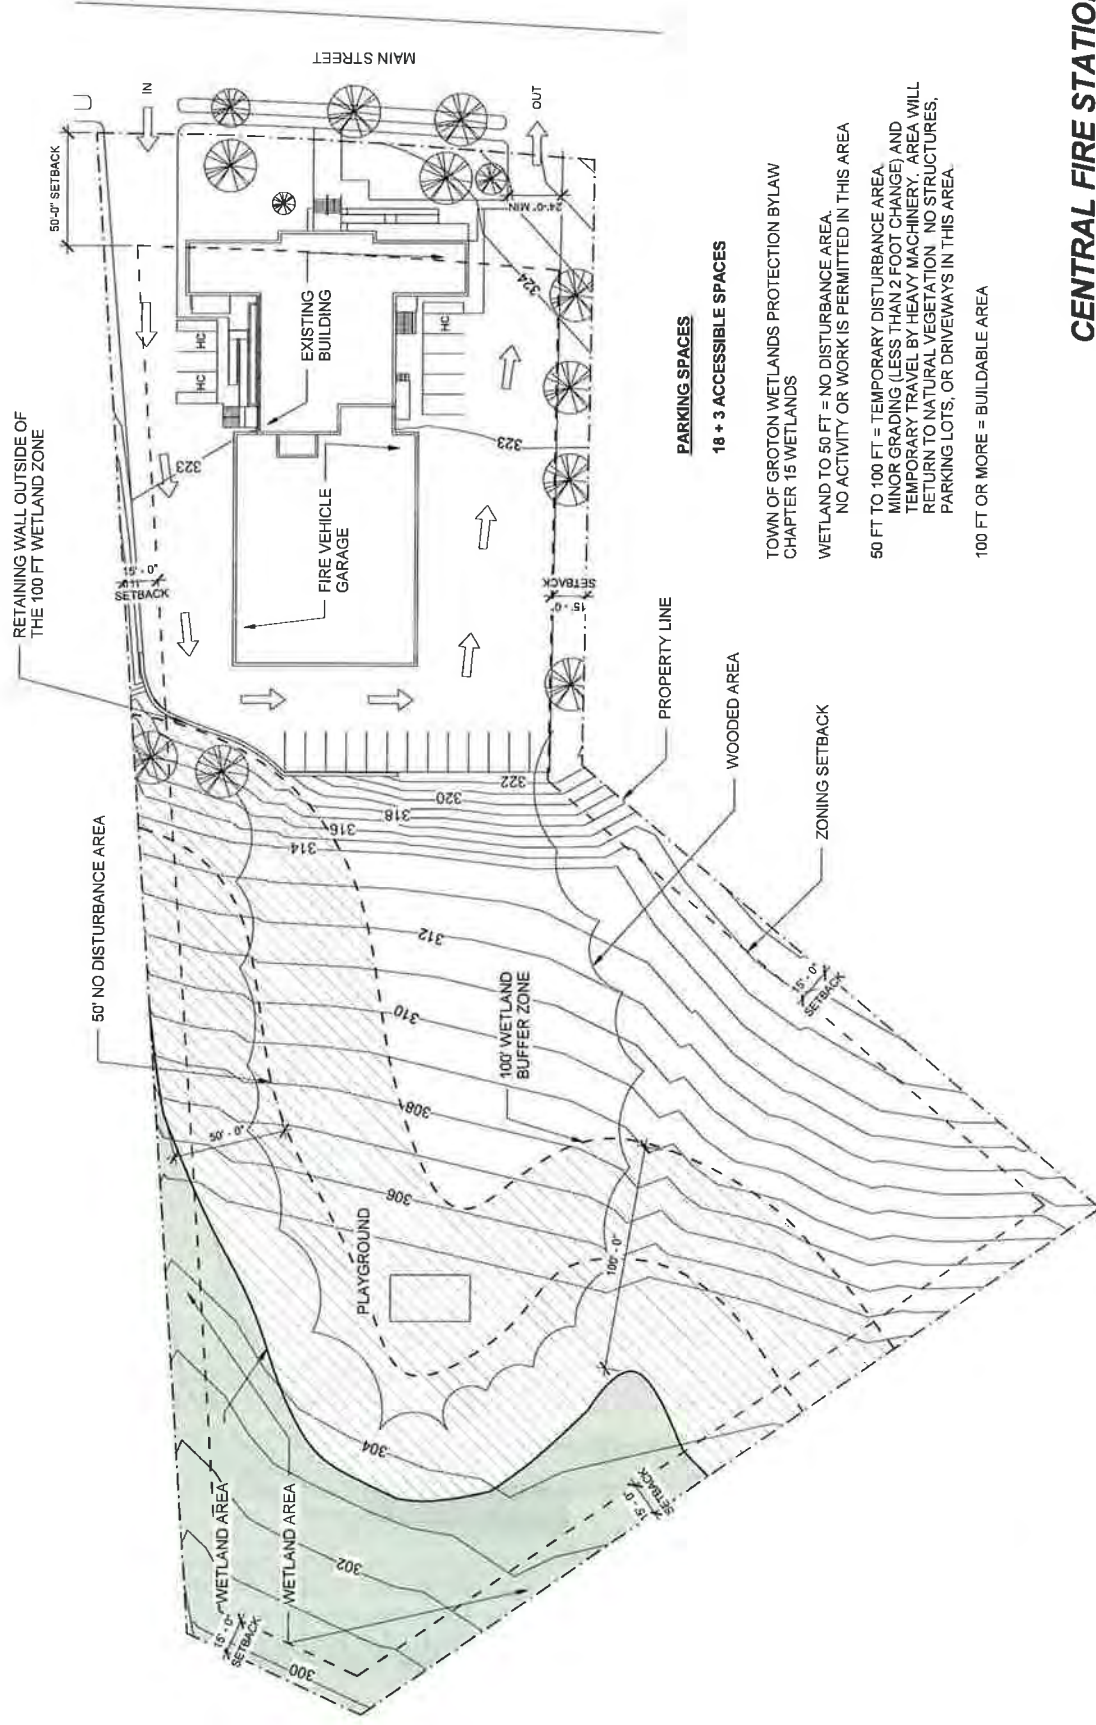 CENTRAL FIRE STATION
MAIN STREET
IN
OUT
50'-0" SETBACK
24'-0" MIN
324
HC
HC
HC
EXISTING
BUILDING
323
323
FIRE VEHICLE
GARAGE
RETAINING WALL OUTSIDE OF
THE 100 FT WETLAND ZONE
15' - 0"
SETBACK
15' - 0"
SETBACK
PARKING SPACES
18 + 3 ACCESSIBLE SPACES
TOWN OF GROTON WETLANDS PROTECTION BYLAW
CHAPTER 15 WETLANDS
WETLAND TO 50 FT = NO DISTURBANCE AREA.
NO ACTIVITY OR WORK IS PERMITTED IN THIS AREA
50 FT TO 100 FT = TEMPORARY DISTURBANCE AREA.
MINOR GRADING (LESS THAN 2 FOOT CHANGE) AND
TEMPORARY TRAVEL BY HEAVY MACHINERY. AREA WILL
RETURN TO NATURAL VEGETATION. NO STRUCTURES,
PARKING LOTS, OR DRIVEWAYS IN THIS AREA.
100 FT OR MORE = BUILDABLE AREA
PROPERTY LINE
WOODED AREA
ZONING SETBACK
322
320
318
316
314
312
310
308
306
304
302
300
50' NO DISTURBANCE AREA
100' WETLAND
BUFFER ZONE
50' - 0"
100' - 0"
PLAYGROUND
15' - 0"
SETBACK
15' - 0"
SETBACK
15' - 0"
SETBACK
WETLAND AREA
WETLAND AREA